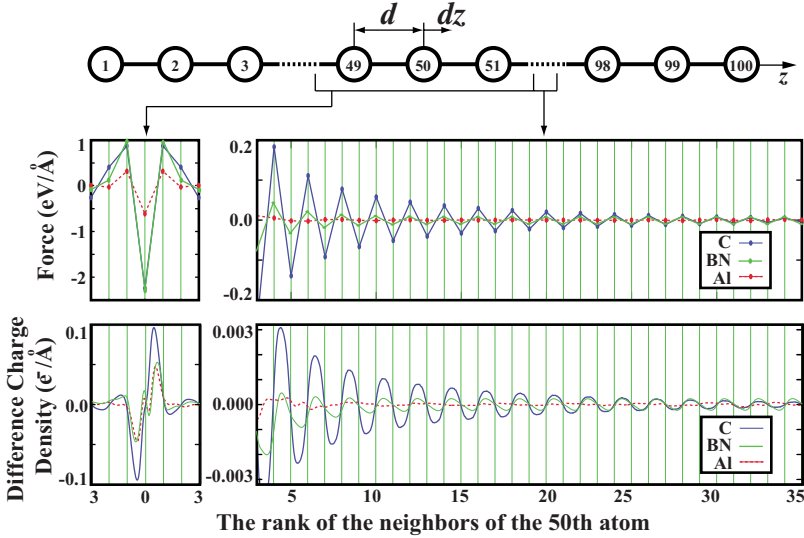 d dz
1 2 3 49 50 51 98 99 100
z
Force (eV/Å)
1
0
-1
-2
0.2
0.0
-0.2
C
BN
Al
Difference Charge
Density (e⁻/Å)
0.1
0.0
-0.1
0.003
0.000
-0.003
C
BN
Al
3 0 3 5 10 15 20 25 30 35
The rank of the neighbors of the 50th atom